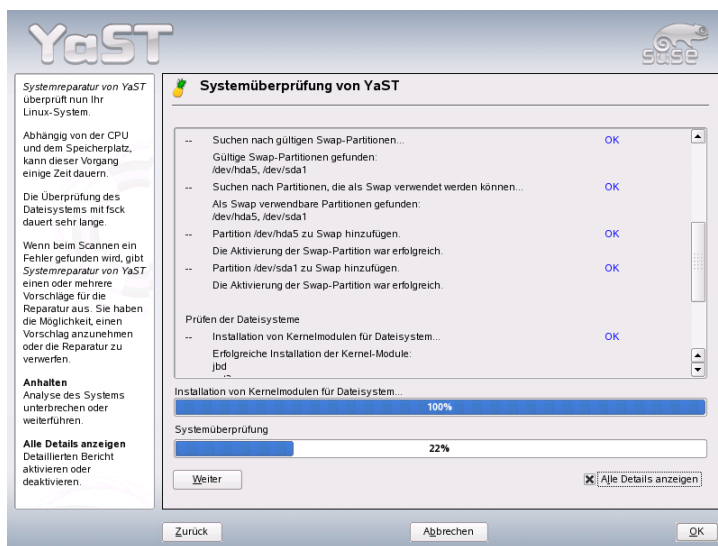 YaST
SUSE
Systemreparatur von YaST
überprüft nun Ihr
Linux-System.
Abhängig von der CPU
und dem Speicherplatz,
kann dieser Vorgang
einige Zeit dauern.
Die Überprüfung des
Dateisystems mit fsck
dauert sehr lange.
Wenn beim Scannen ein
Fehler gefunden wird, gibt
Systemreparatur von YaST
einen oder mehrere
Vorschläge für die
Reparatur aus. Sie haben
die Möglichkeit, einen
Vorschlag anzunehmen
oder die Reparatur zu
verwerfen.
Anhalten
Analyse des Systems
unterbrechen oder
weiterführen.
Alle Details anzeigen
Detaillierten Bericht
aktivieren oder
deaktivieren.
Systemüberprüfung von YaST
-- Suchen nach gültigen Swap-Partitionen... OK
Gültige Swap-Partitionen gefunden:
/dev/hda5, /dev/sda1
-- Suchen nach Partitionen, die als Swap verwendet werden können... OK
Als Swap verwendbare Partitionen gefunden:
/dev/hda5, /dev/sda1
-- Partition /dev/hda5 zu Swap hinzufügen. OK
Die Aktivierung der Swap-Partition war erfolgreich.
-- Partition /dev/sda1 zu Swap hinzufügen. OK
Die Aktivierung der Swap-Partition war erfolgreich.
Prüfen der Dateisysteme
-- Installation von Kernelmodulen für Dateisystem... OK
Erfolgreiche Installation der Kernel-Module:
jbd
Installation von Kernelmodulen für Dateisystem...
100%
Systemüberprüfung
22%
Weiter
Alle Details anzeigen
Zurück
Abbrechen
OK